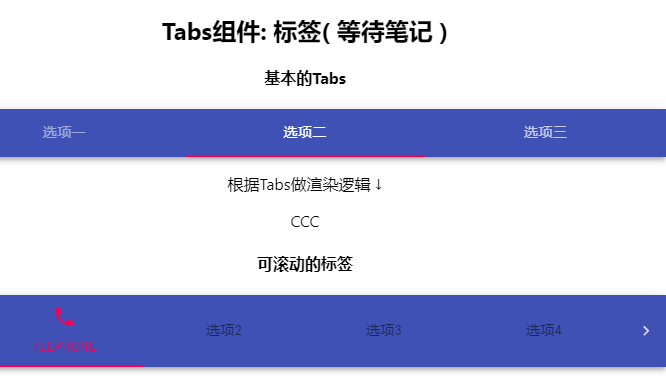 Tabs组件: 标签( 等待笔记 )
基本的Tabs
选项一 选项二 选项三
根据Tabs做渲染逻辑↓
CCC
可滚动的标签
TELPHONE 选项2 选项3 选项4